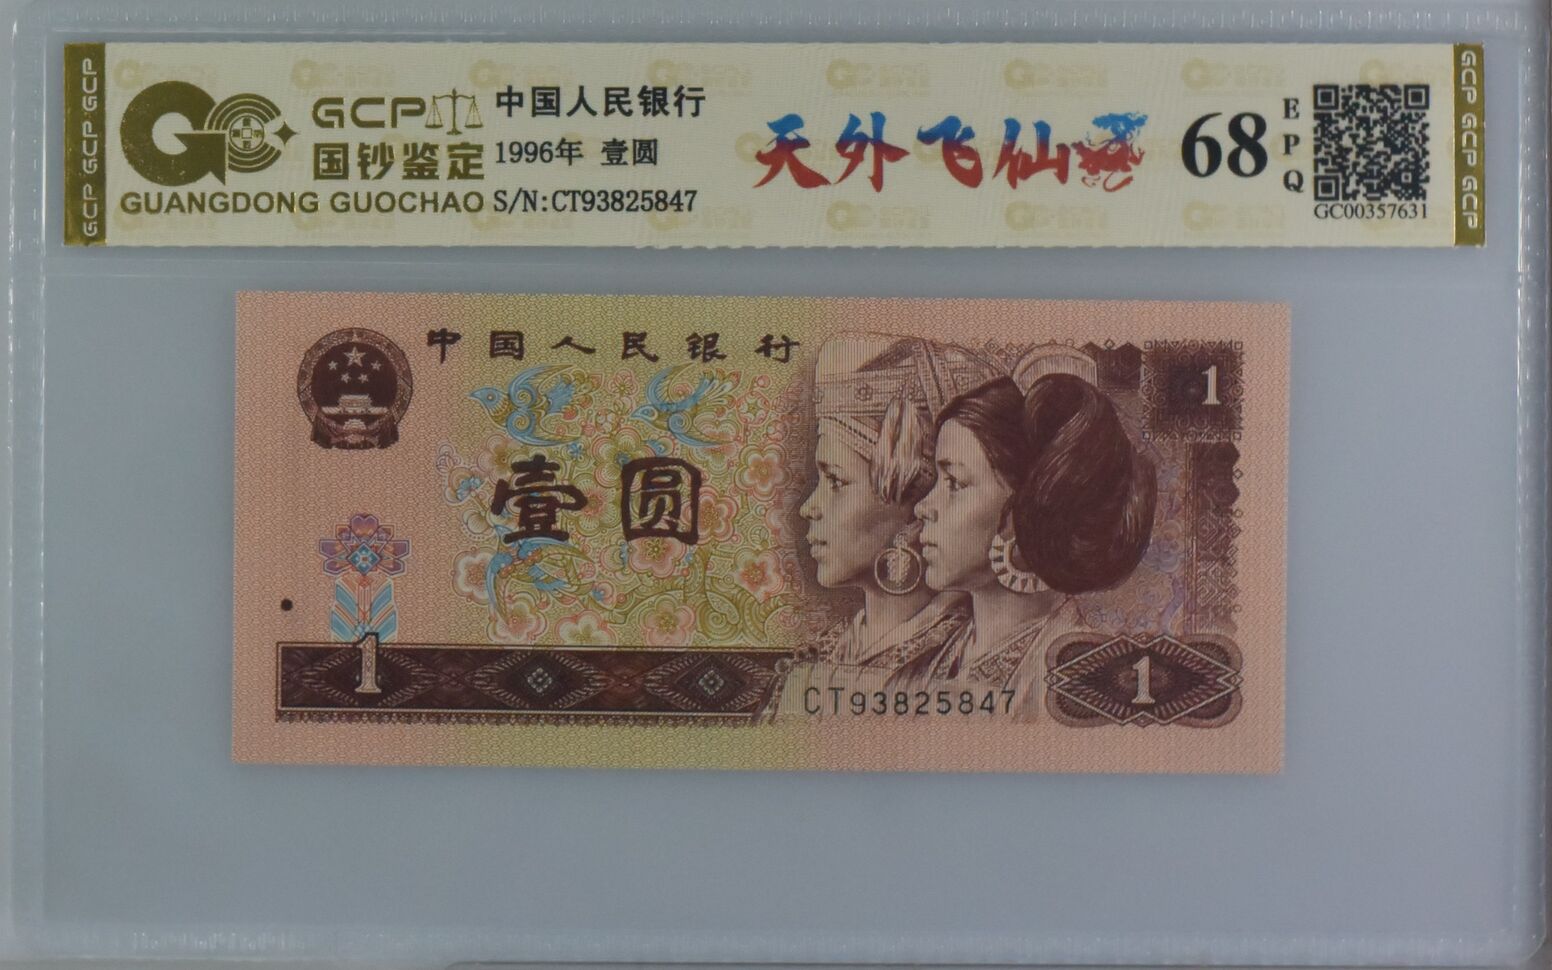 GCP·GCP·GCP
GCP
国钞鉴定
GUANGDONG GUOCHAO
中国人民银行
1996年 壹圆
S/N:CT93825847
天外飞仙
68
EPQ
GC00357631
GCP GCP GCP
中国人民银行
1
壹圆
1
CT93825847
1